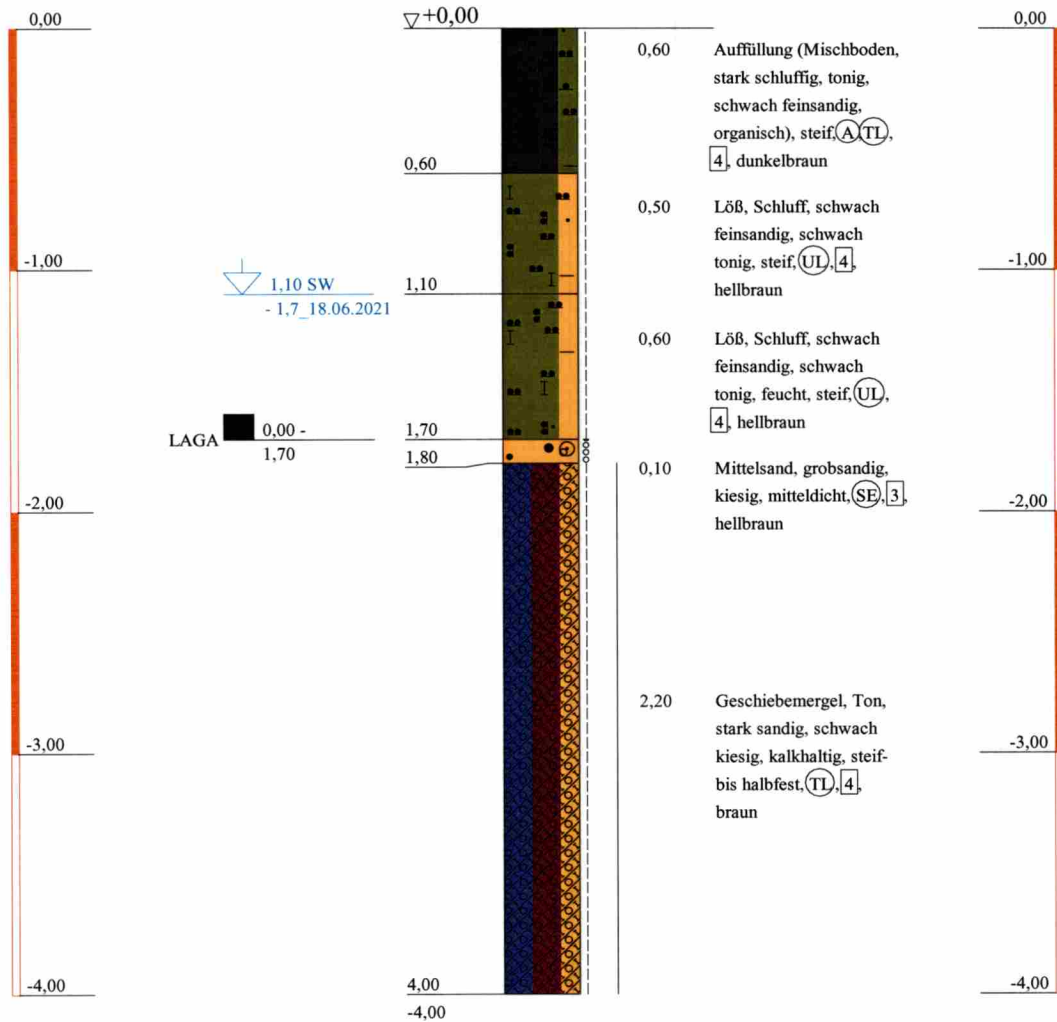 0,00
+0,00
0,00
0,60 Auffüllung (Mischboden,
stark schluffig, tonig,
schwach feinsandig,
organisch), steif, A, TL,
4, dunkelbraun
0,60
0,50 Löß, Schluff, schwach
feinsandig, schwach
tonig, steif, UL, 4,
hellbraun
-1,00
-1,00
1,10 SW
- 1,7_18.06.2021
1,10
0,60 Löß, Schluff, schwach
feinsandig, schwach
tonig, feucht, steif, UL,
4, hellbraun
LAGA 0,00 -
1,70
1,70
1,80
0,10 Mittelsand, grobsandig,
kiesig, mitteldicht, SE, 3,
hellbraun
-2,00
-2,00
2,20 Geschiebemergel, Ton,
stark sandig, schwach
kiesig, kalkhaltig, steif-
bis halbfest, TL, 4,
braun
-3,00
-3,00
-4,00
4,00
-4,00
-4,00